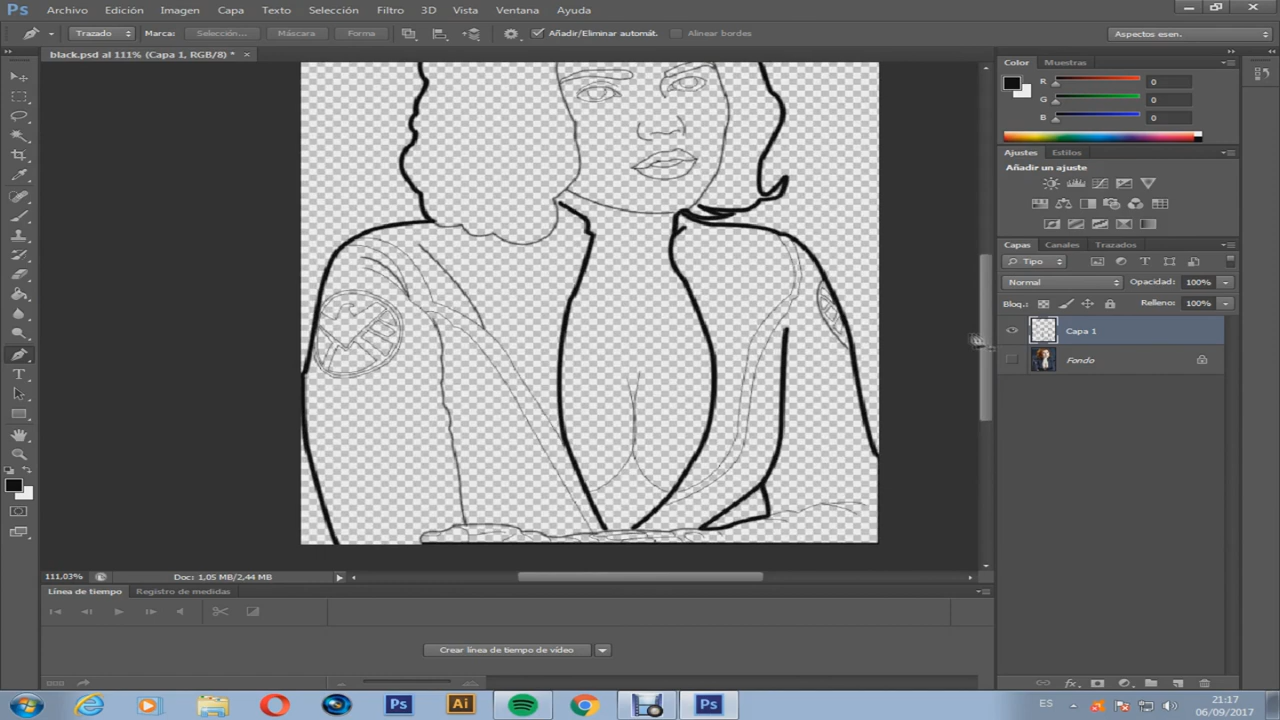 Ps Archivo Edición Imagen Capa Texto Selección Filtro 3D Vista Ventana Ayuda
Trazado Marca: Selección... Máscara Forma Añadir/Eliminar automát. Alinear bordes Aspectos esen.
black.psd al 111% (Capa 1, RGB/8) * ×
Color Muestras
R 0
G 0
B 0
Ajustes Estilos
Añadir un ajuste
Capas Canales Trazados
Tipo
Normal Opacidad: 100%
Bloq.: Relleno: 100%
Capa 1
Fondo
111,03% Doc: 1,05 MB/2,44 MB
Línea de tiempo Registro de medidas
Crear línea de tiempo de vídeo
fx
Ps Ai Ps ES 21:17
06/09/2017